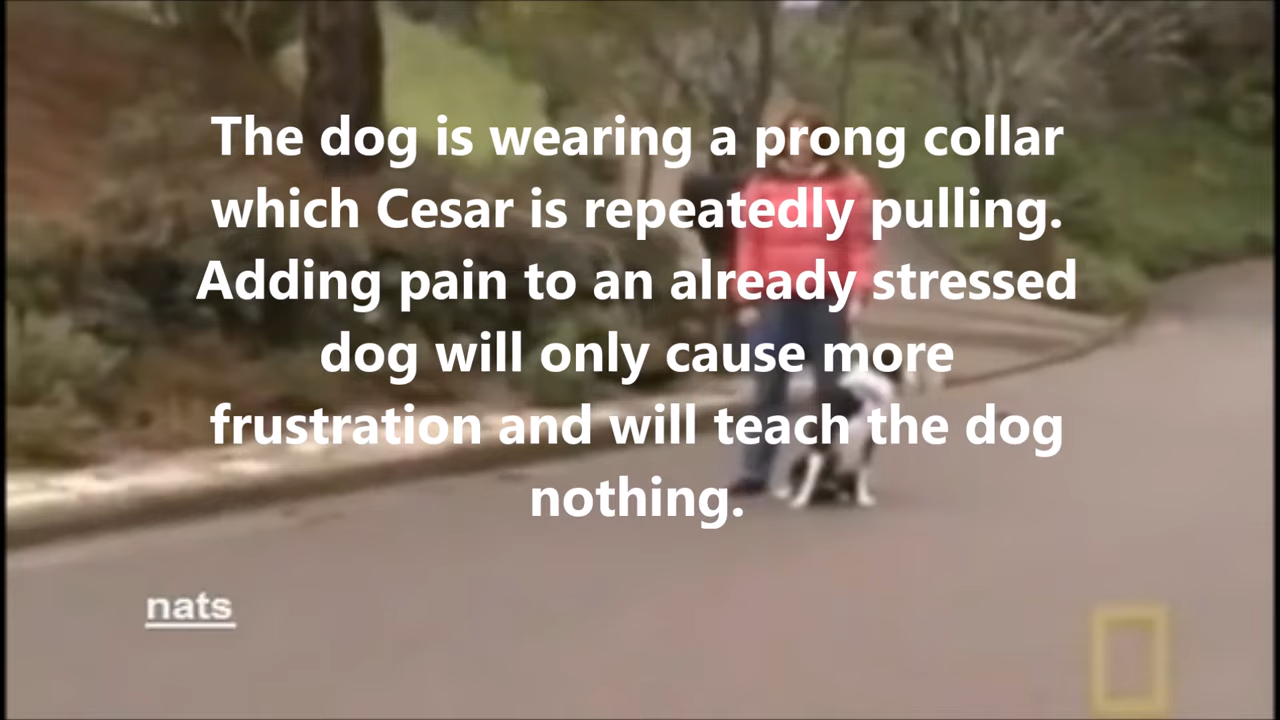 The dog is wearing a prong collar
which Cesar is repeatedly pulling.
Adding pain to an already stressed
dog will only cause more
frustration and will teach the dog
nothing.
nats